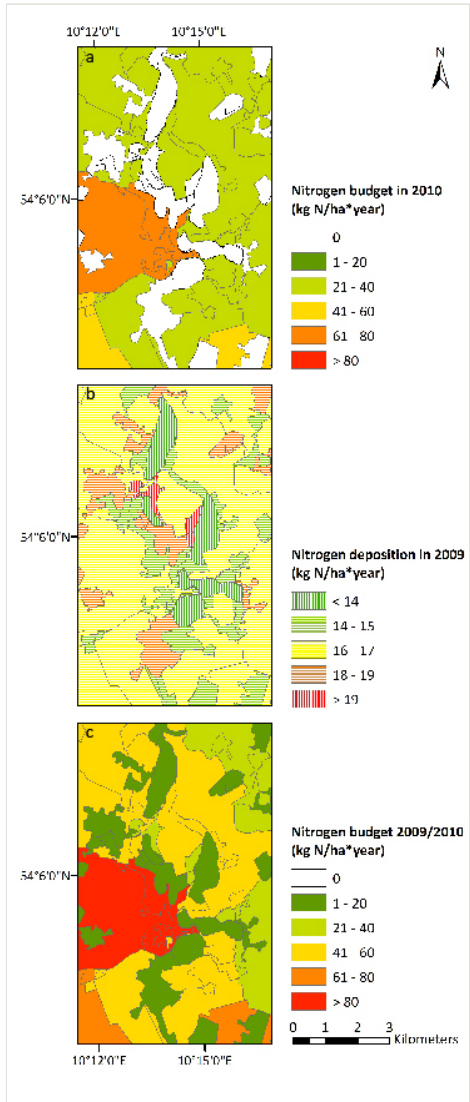 10°12'0"E 10°15'0"E
a
N
54°6'0"N
Nitrogen budget in 2010
(kg N/ha*year)
0
1 - 20
21 - 40
41 - 60
61 - 80
> 80
b
54°6'0"N
Nitrogen deposition in 2009
(kg N/ha*year)
< 14
14 - 15
16 - 17
18 - 19
> 19
c
54°6'0"N
Nitrogen budget 2009/2010
(kg N/ha*year)
0
1 - 20
21 - 40
41 - 60
61 - 80
>80
0 1 2 3
Kilometers
10°12'0"E 10°15'0"E